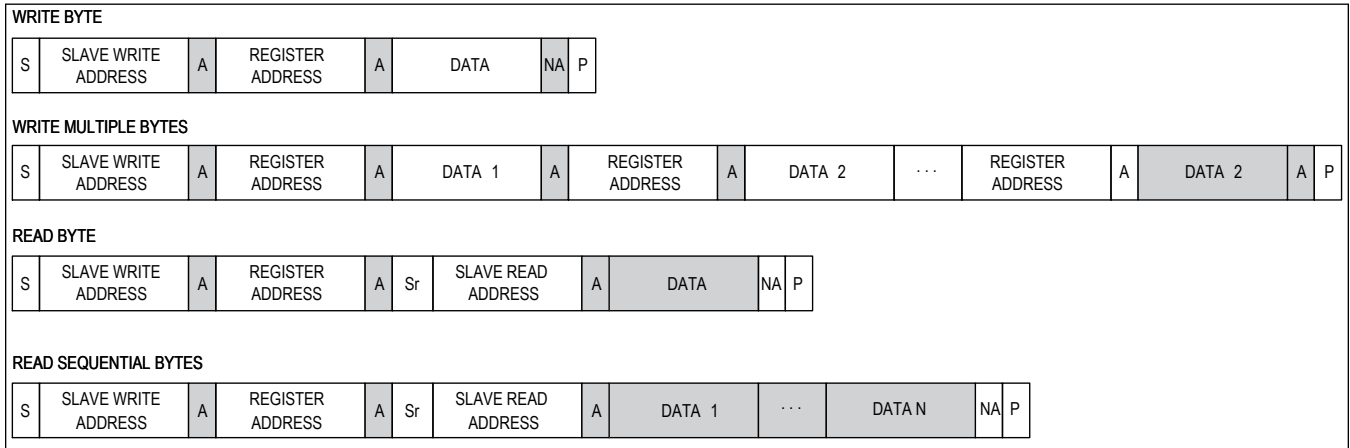 WRITE BYTE
S SLAVE WRITE ADDRESS A REGISTER ADDRESS A DATA NA P
WRITE MULTIPLE BYTES
S SLAVE WRITE ADDRESS A REGISTER ADDRESS A DATA 1 A REGISTER ADDRESS A DATA 2 ... REGISTER ADDRESS A DATA 2 A P
READ BYTE
S SLAVE WRITE ADDRESS A REGISTER ADDRESS A Sr SLAVE READ ADDRESS A DATA NA P
READ SEQUENTIAL BYTES
S SLAVE WRITE ADDRESS A REGISTER ADDRESS A Sr SLAVE READ ADDRESS A DATA 1 ... DATA N NA P